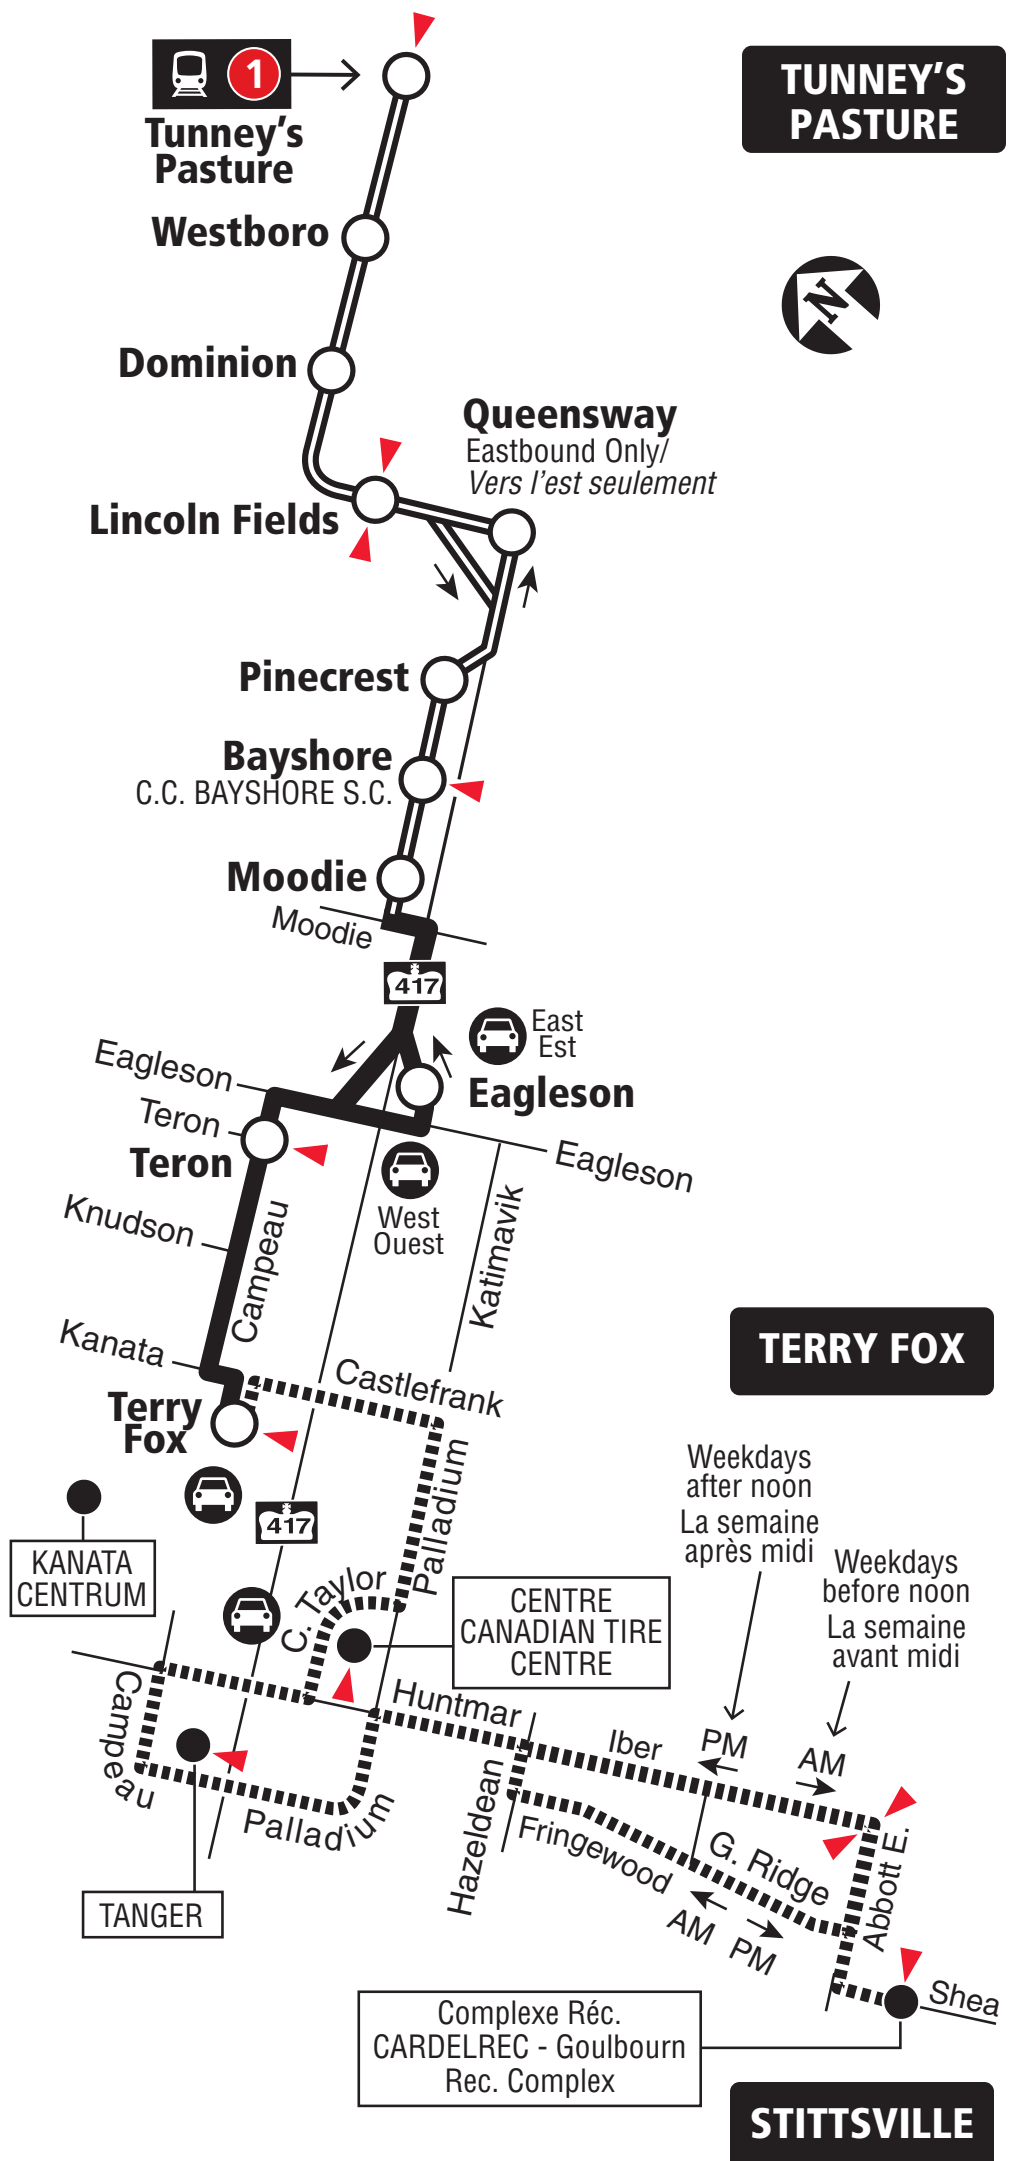 1
Tunney's
Pasture
TUNNEY'S
PASTURE
Westboro
N
Dominion
Queensway
Eastbound Only/
Vers l'est seulement
Lincoln Fields
Pinecrest
Bayshore
C.C. BAYSHORE S.C.
Moodie
Moodie
417
East
Est
Eagleson
Eagleson
Teron
Teron
Eagleson
West
Ouest
Knudson
Campeau
Katimavik
Kanata
TERRY FOX
Castlefrank
Terry
Fox
Palladium
Weekdays
after noon
La semaine
après midi
417
KANATA
CENTRUM
C. Taylor
Weekdays
before noon
La semaine
avant midi
CENTRE
CANADIAN TIRE
CENTRE
Campeau
Huntmar
Iber
PM
AM
Palladium
Hazeldean
Fringewood
G. Ridge
Abbott E.
TANGER
AM
PM
Shea
Complexe Réc.
CARDELREC - Goulbourn
Rec. Complex
STITTSVILLE